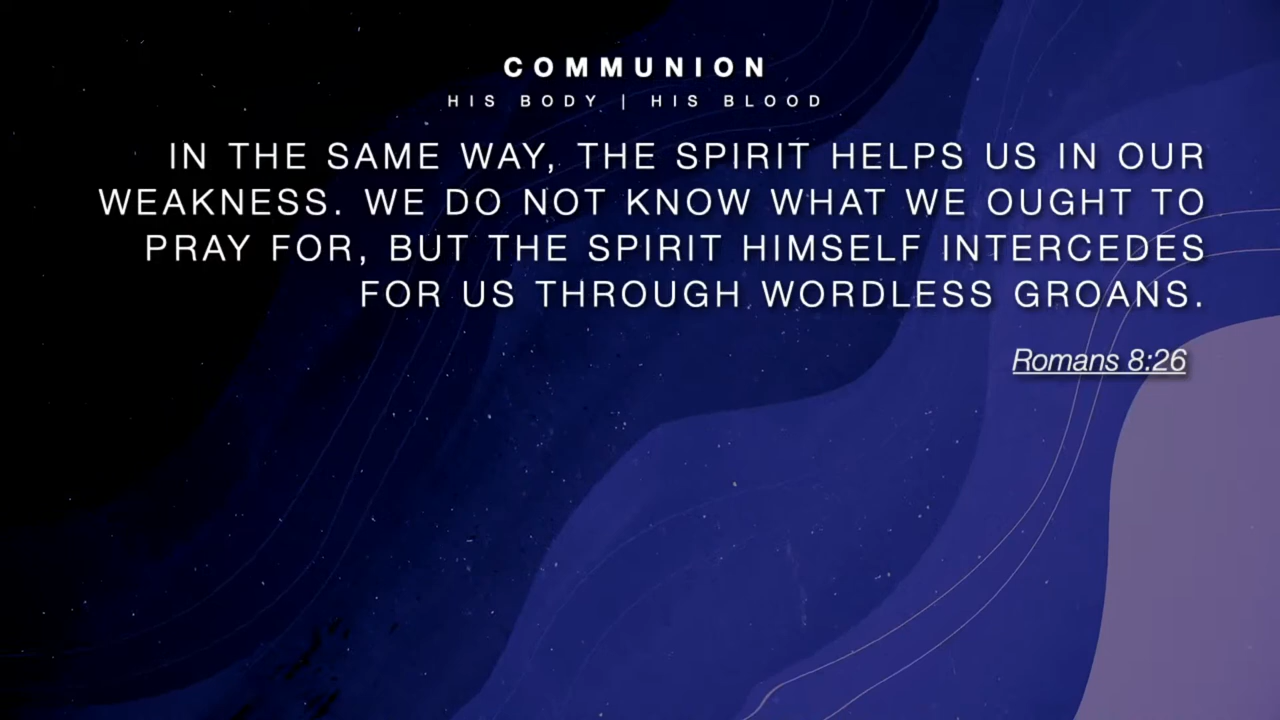 COMMUNION
HIS BODY | HIS BLOOD
IN THE SAME WAY, THE SPIRIT HELPS US IN OUR
WEAKNESS. WE DO NOT KNOW WHAT WE OUGHT TO
PRAY FOR, BUT THE SPIRIT HIMSELF INTERCEDES
FOR US THROUGH WORDLESS GROANS.
Romans 8:26